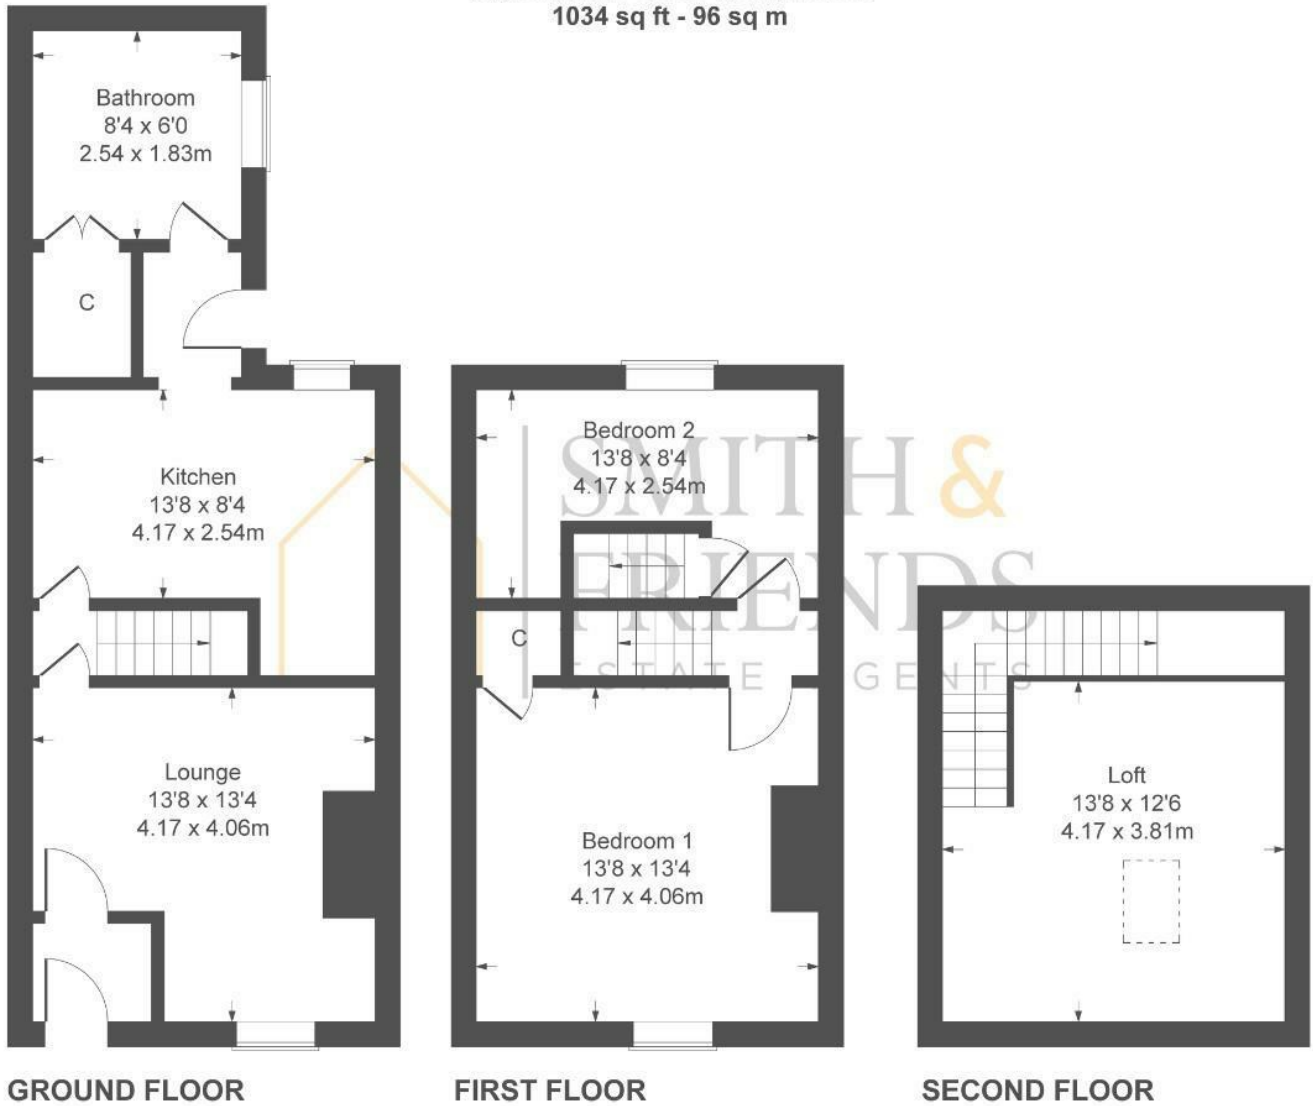 1034 sq ft - 96 sq m
Bathroom
8'4 x 6'0
2.54 x 1.83m
C
Kitchen
13'8 x 8'4
4.17 x 2.54m
Lounge
13'8 x 13'4
4.17 x 4.06m
GROUND FLOOR
Bedroom 2
13'8 x 8'4
4.17 x 2.54m
C
Bedroom 1
13'8 x 13'4
4.17 x 4.06m
FIRST FLOOR
Loft
13'8 x 12'6
4.17 x 3.81m
SECOND FLOOR
SMITH &
FRIENDS
ESTATE AGENTS